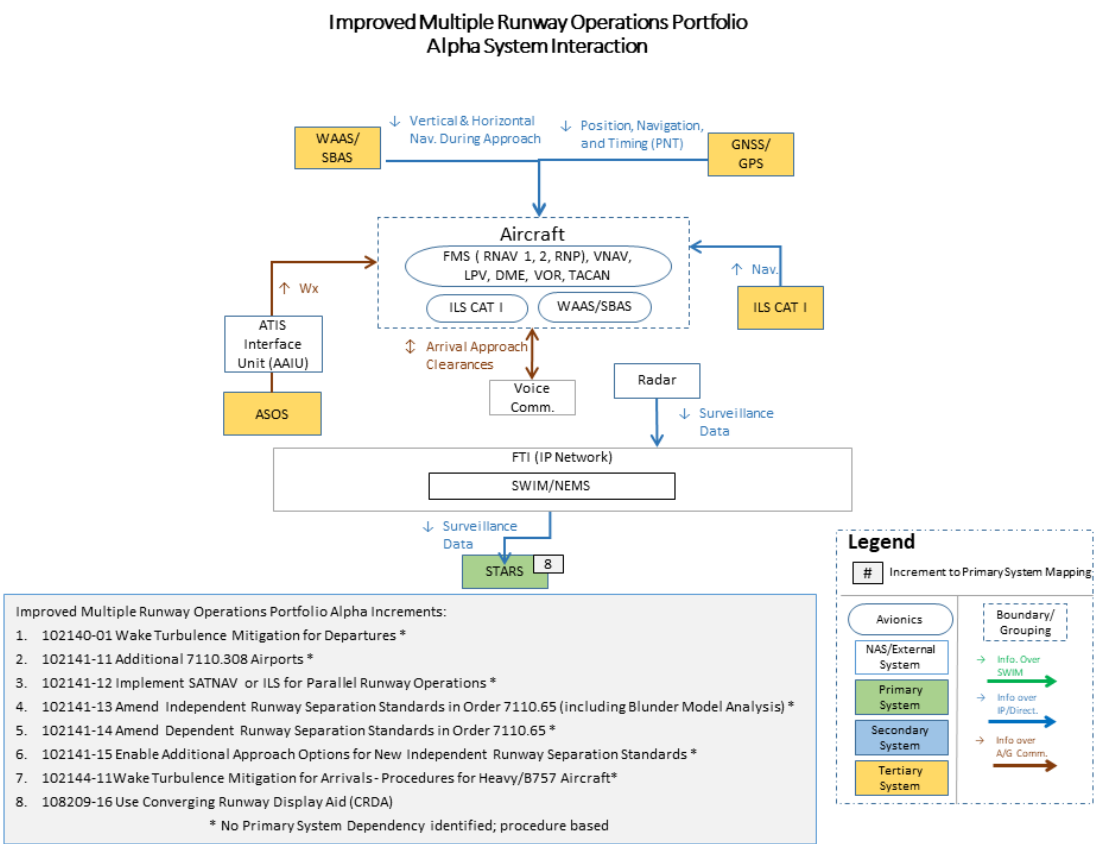 Improved Multiple Runway Operations Portfolio
Alpha System Interaction
WAAS/
SBAS
↓ Vertical & Horizontal
Nav. During Approach
↓ Position, Navigation,
and Timing (PNT)
GNSS/
GPS
Aircraft
FMS ( RNAV 1, 2, RNP), VNAV,
LPV, DME, VOR, TACAN
ILS CAT I
WAAS/SBAS
↑ Nav.
ILS CAT I
↑ Wx
ATIS
Interface
Unit (AAIU)
ASOS
↕ Arrival Approach
Clearances
Voice
Comm.
Radar
↓ Surveillance
Data
FTI (IP Network)
SWIM/NEMS
↓ Surveillance
Data
STARS
8
Improved Multiple Runway Operations Portfolio Alpha Increments:
1. 102140-01 Wake Turbulence Mitigation for Departures *
2. 102141-11 Additional 7110.308 Airports *
3. 102141-12 Implement SATNAV or ILS for Parallel Runway Operations *
4. 102141-13 Amend Independent Runway Separation Standards in Order 7110.65 (including Blunder Model Analysis) *
5. 102141-14 Amend Dependent Runway Separation Standards in Order 7110.65 *
6. 102141-15 Enable Additional Approach Options for New Independent Runway Separation Standards *
7. 102144-11Wake Turbulence Mitigation for Arrivals - Procedures for Heavy/B757 Aircraft*
8. 108209-16 Use Converging Runway Display Aid (CRDA)
* No Primary System Dependency identified; procedure based
Legend
# Increment to Primary System Mapping
Avionics
NAS/External
System
Primary
System
Secondary
System
Tertiary
System
Boundary/
Grouping
→ Info. Over
SWIM
→ Info over
IP/Direct.
→ Info over
A/G Comm.